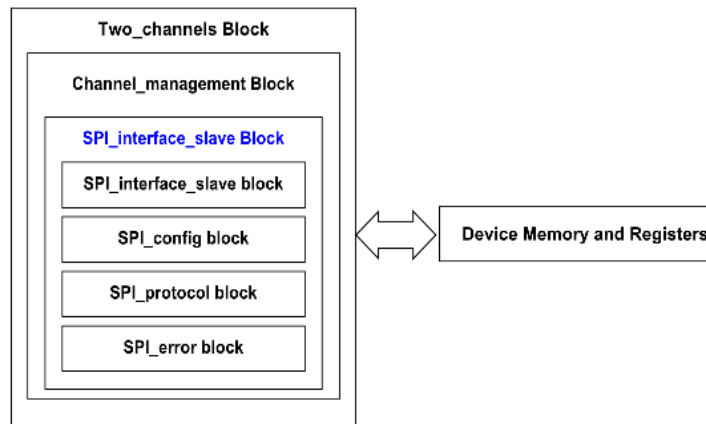 Two_channels Block
Channel_management Block
SPI_interface_slave Block
SPI_interface_slave block
SPI_config block
SPI_protocol block
SPI_error block
Device Memory and Registers